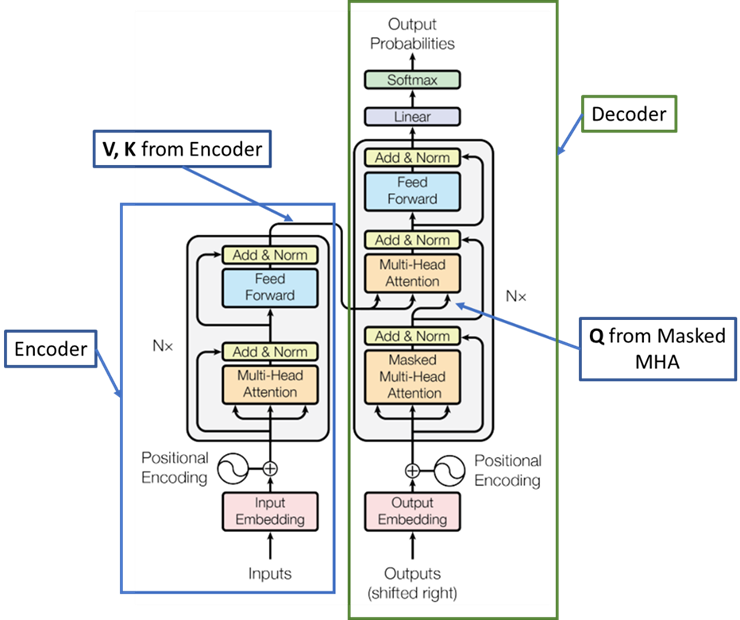 Output
Probabilities
Softmax
Linear
Decoder
V, K from Encoder
Add & Norm
Feed
Forward
Add & Norm
Multi-Head
Attention
Add & Norm
Feed
Forward
N×
Q from Masked
MHA
Encoder
N×
Add & Norm
Multi-Head
Attention
Add & Norm
Masked
Multi-Head
Attention
Positional
Encoding
Positional
Encoding
Input
Embedding
Output
Embedding
Inputs
Outputs
(shifted right)